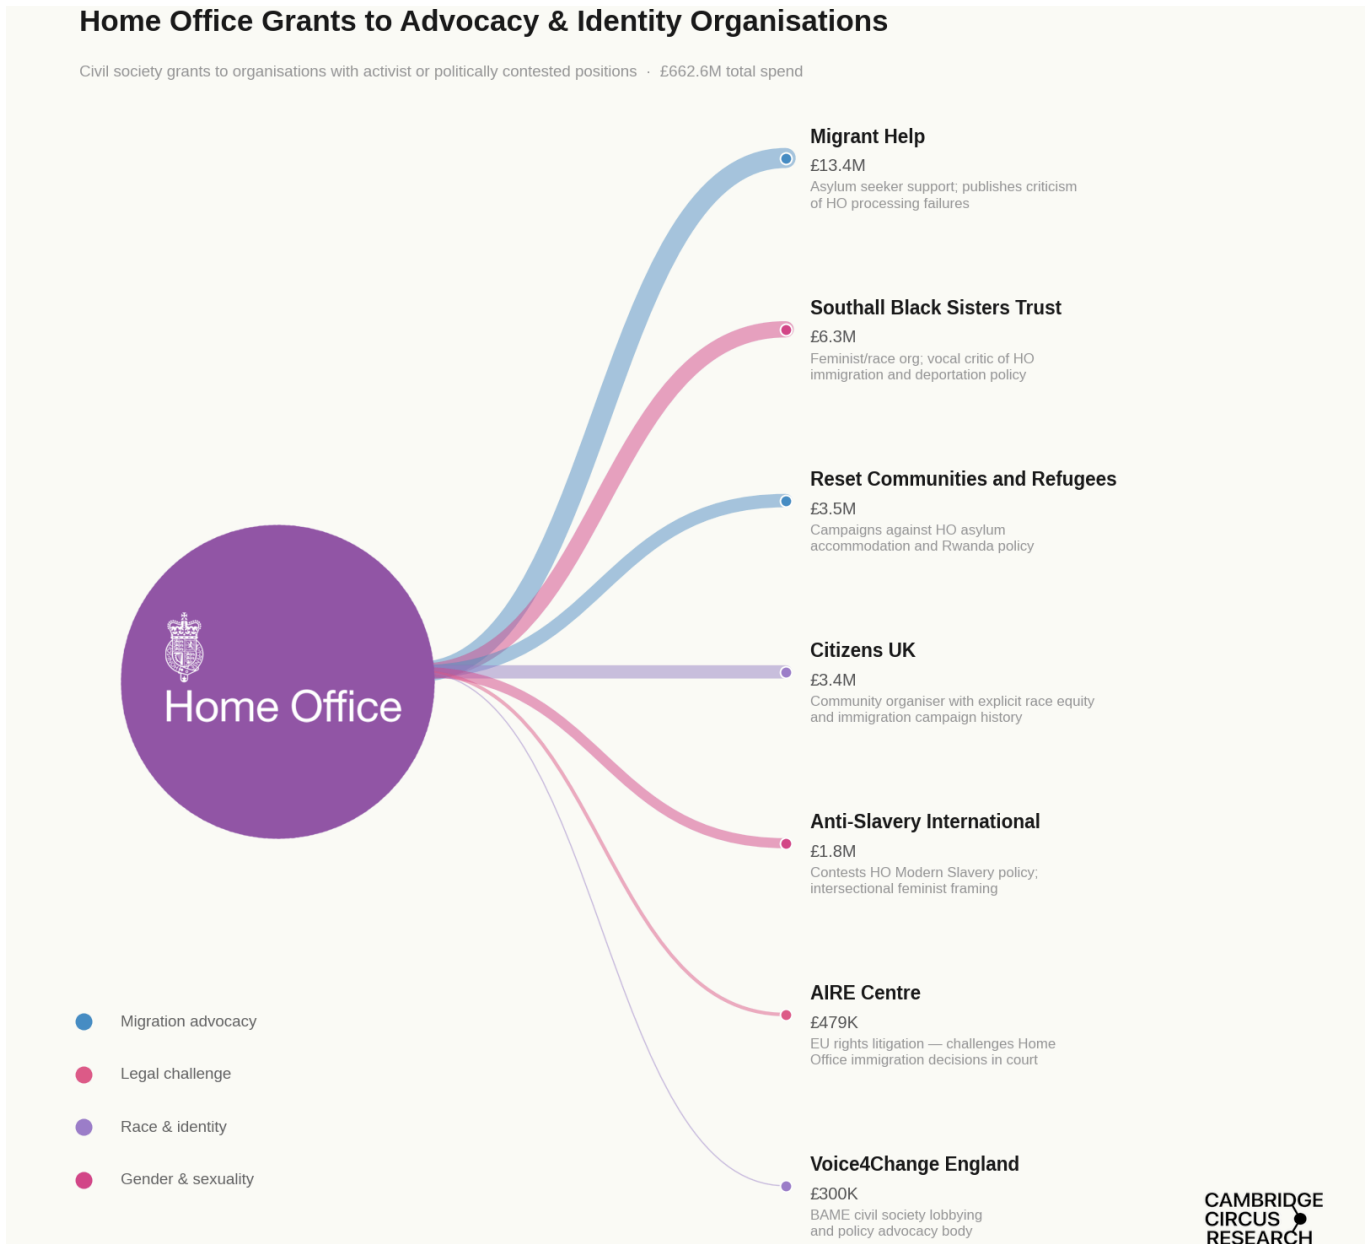 Home Office Grants to Advocacy & Identity Organisations
Civil society grants to organisations with activist or politically contested positions · £662.6M total spend
Migrant Help
£13.4M
Asylum seeker support; publishes criticism
of HO processing failures
Southall Black Sisters Trust
£6.3M
Feminist/race org; vocal critic of HO
immigration and deportation policy
Reset Communities and Refugees
£3.5M
Campaigns against HO asylum
accommodation and Rwanda policy
Home Office
Citizens UK
£3.4M
Community organiser with explicit race equity
and immigration campaign history
Anti-Slavery International
£1.8M
Contests HO Modern Slavery policy;
intersectional feminist framing
AIRE Centre
£479K
EU rights litigation — challenges Home
Office immigration decisions in court
Voice4Change England
£300K
BAME civil society lobbying
and policy advocacy body
Migration advocacy
Legal challenge
Race & identity
Gender & sexuality
CAMBRIDGE
CIRCUS
RESEARCH